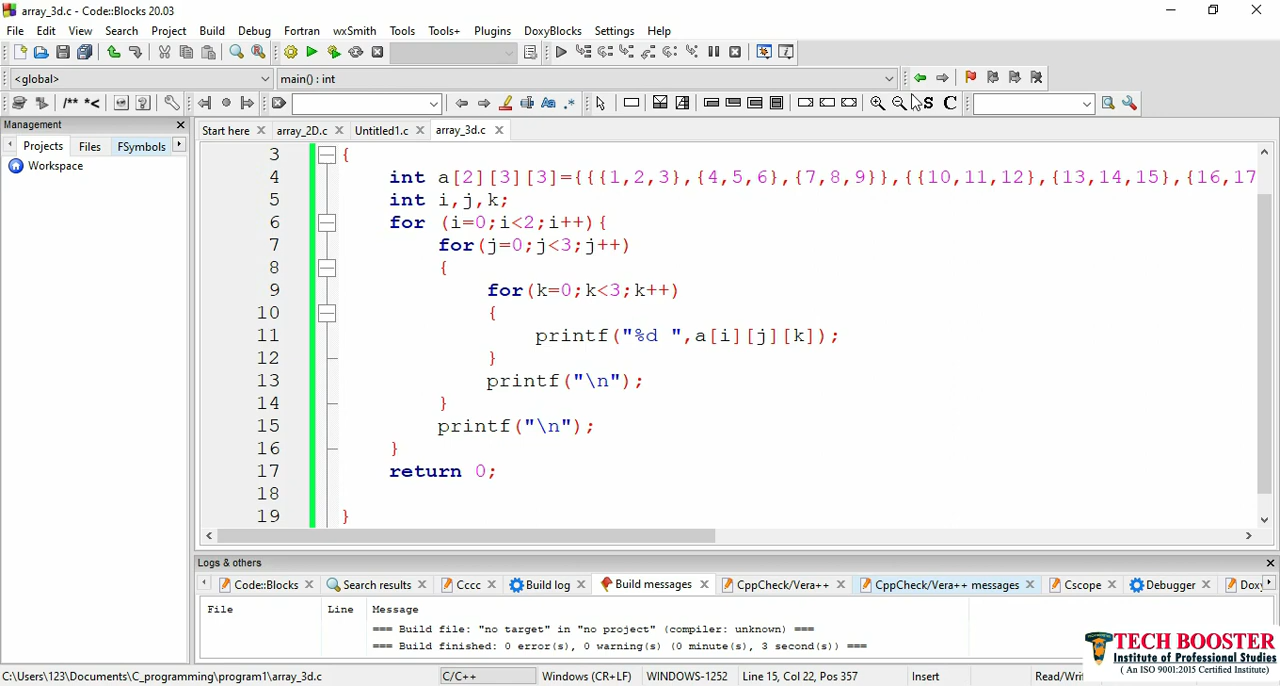 array_3d.c - Code::Blocks 20.03
File Edit View Search Project Build Debug Fortran wxSmith Tools Tools+ Plugins DoxyBlocks Settings Help
<global> main() : int
/** *< S C
Management
Start here array_2D.c Untitled1.c array_3d.c
Projects Files FSymbols
Workspace
3 {
4 int a[2][3][3]={{{1,2,3},{4,5,6},{7,8,9}},{{10,11,12},{13,14,15},{16,17
5 int i,j,k;
6 for (i=0;i<2;i++){
7 for(j=0;j<3;j++)
8 {
9 for(k=0;k<3;k++)
10 {
11 printf("%d ",a[i][j][k]);
12 }
13 printf("\n");
14 }
15 printf("\n");
16 }
17 return 0;
18
19 }
Logs & others
Code::Blocks Search results Cccc Build log Build messages CppCheck/Vera++ CppCheck/Vera++ messages Cscope Debugger Doxy
File Line Message
=== Build file: "no target" in "no project" (compiler: unknown) ===
=== Build finished: 0 error(s), 0 warning(s) (0 minute(s), 3 second(s)) ===
C:\Users\123\Documents\C_programming\program1\array_3d.c C/C++ Windows (CR+LF) WINDOWS-1252 Line 15, Col 22, Pos 357 Insert Read/Wri
TECH BOOSTER
Institute of Professional Studies
( An ISO 9001:2015 Certified Institute)